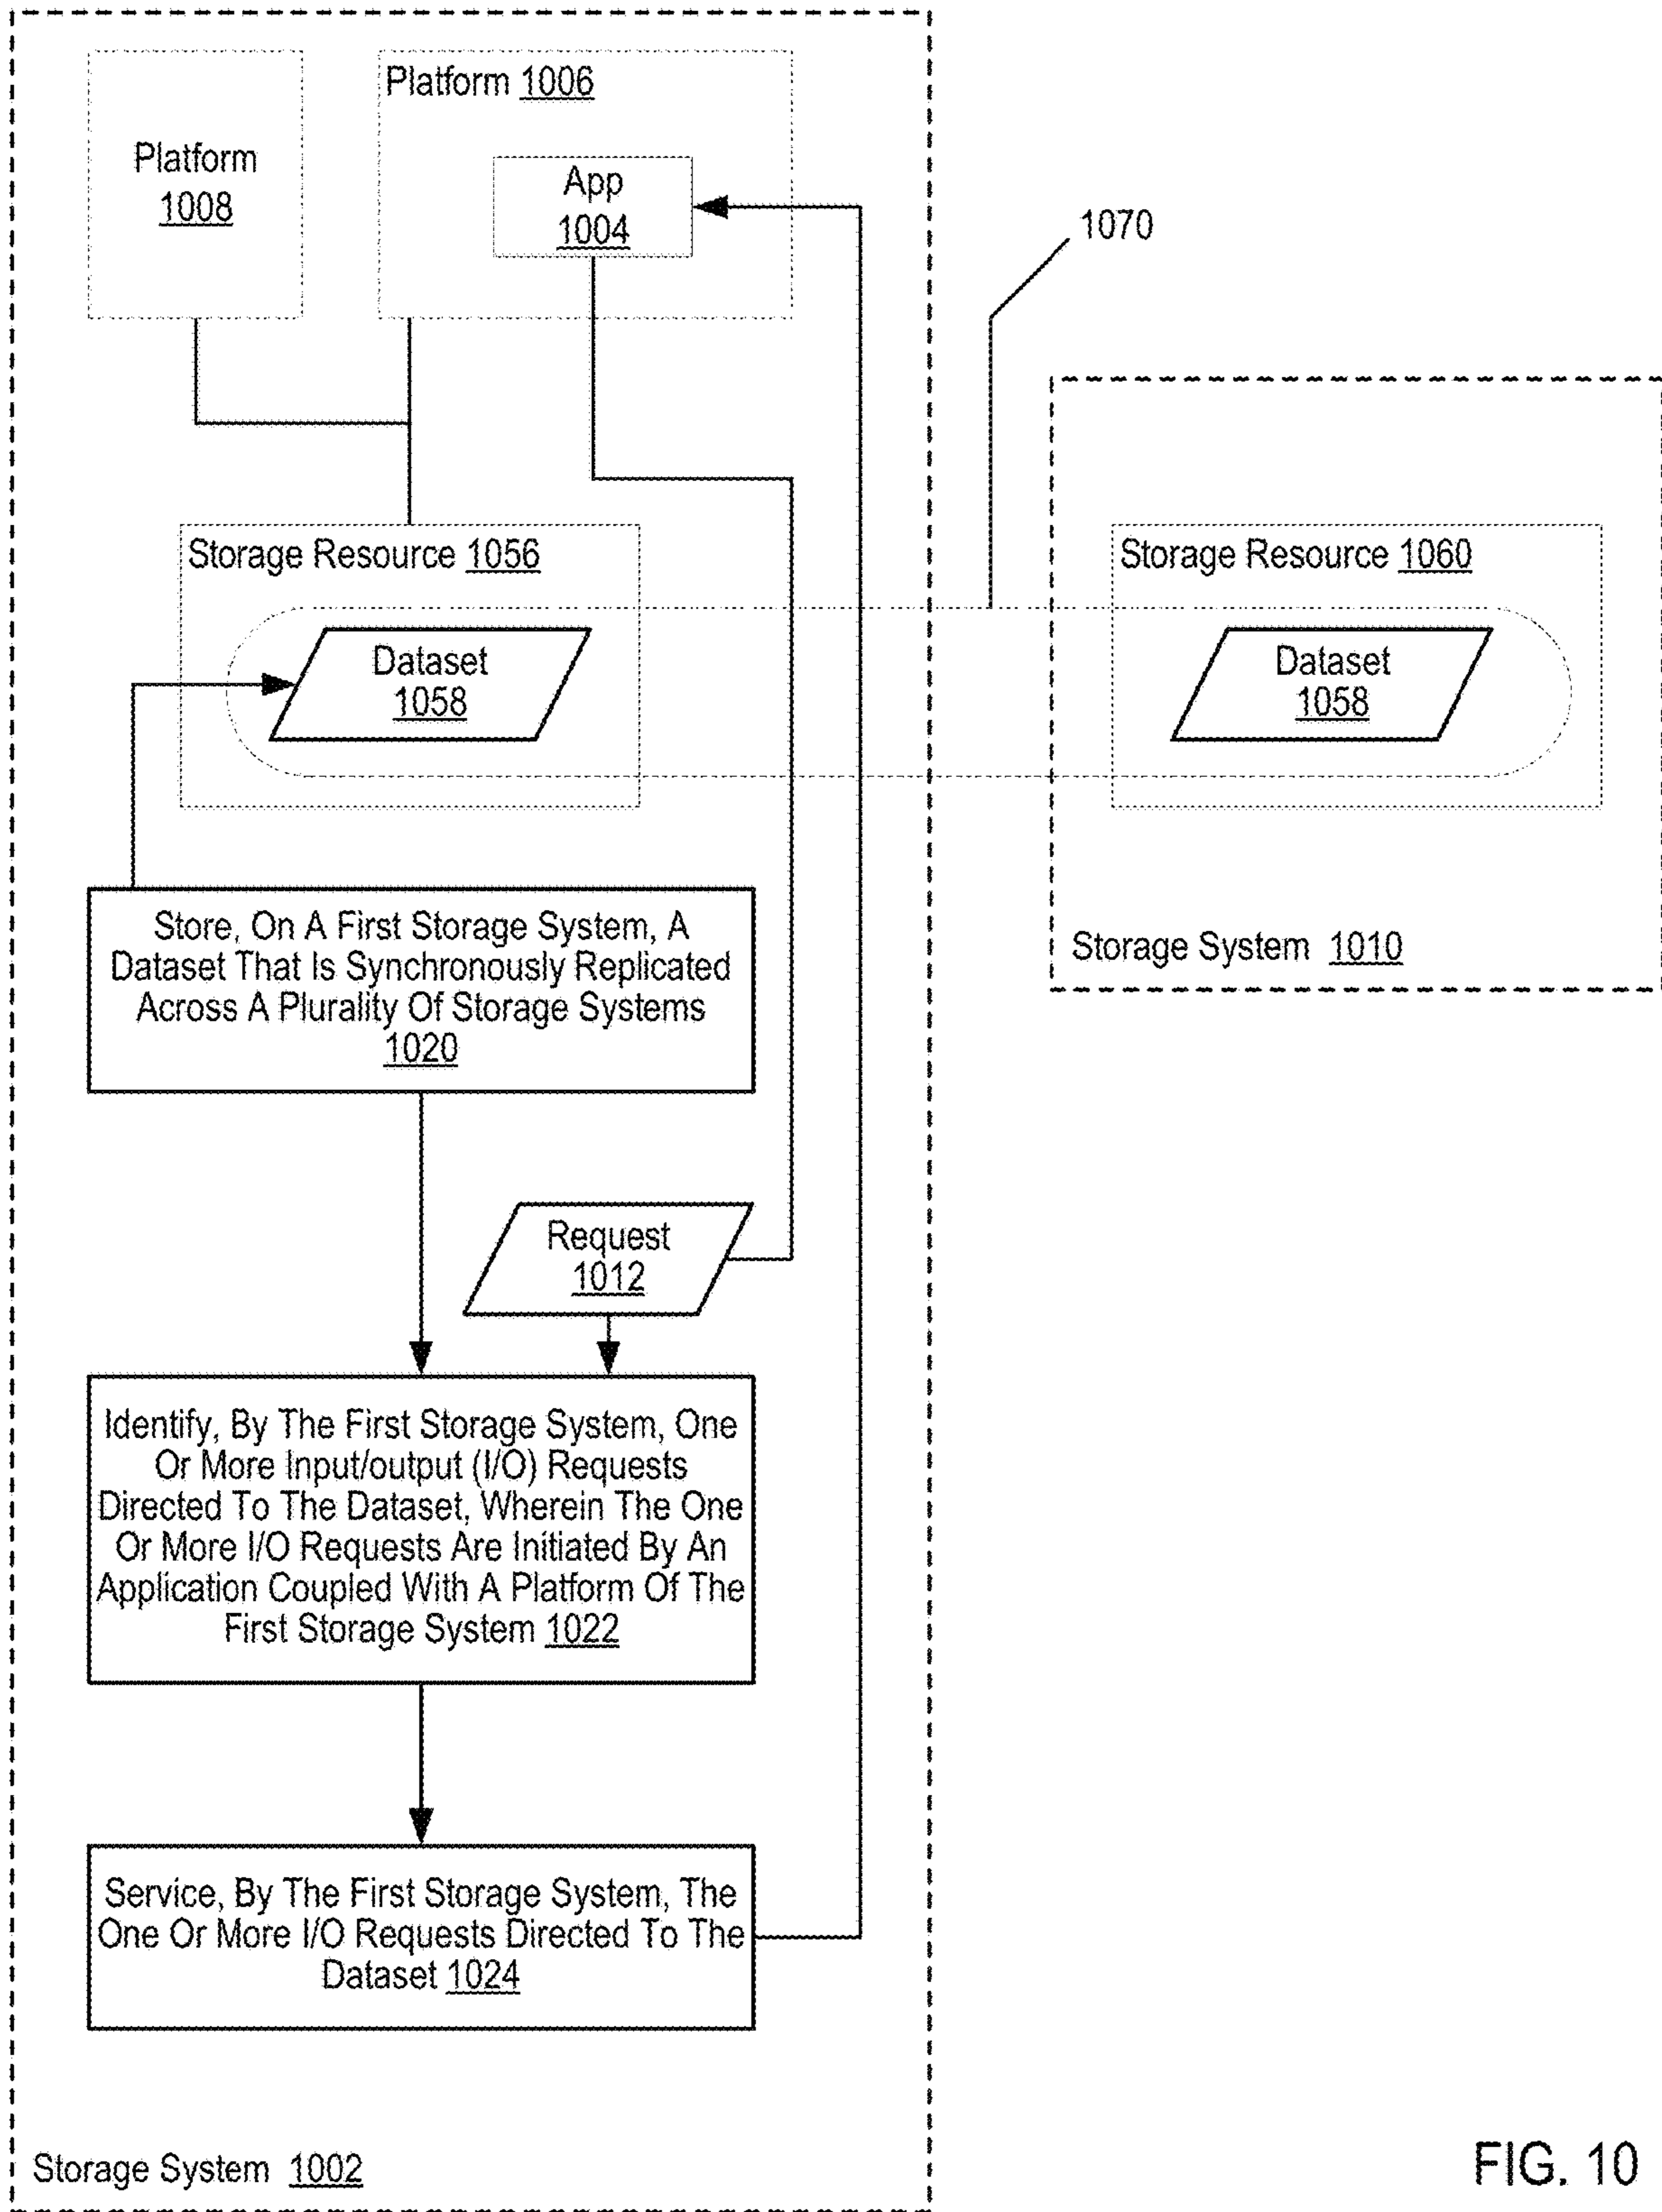 Platform 1006
Platform
1008
App
1004
1070
Storage Resource 1056
Storage Resource 1060
Dataset
1058
Dataset
1058
Store, On A First Storage System, A
Dataset That Is Synchronously Replicated
Across A Plurality Of Storage Systems
1020
Storage System 1010
Request
1012
Identify, By The First Storage System, One
Or More Input/output (I/O) Requests
Directed To The Dataset, Wherein The One
Or More I/O Requests Are Initiated By An
Application Coupled With A Platform Of The
First Storage System 1022
Service, By The First Storage System, The
One Or More I/O Requests Directed To The
Dataset 1024
Storage System 1002
FIG. 10